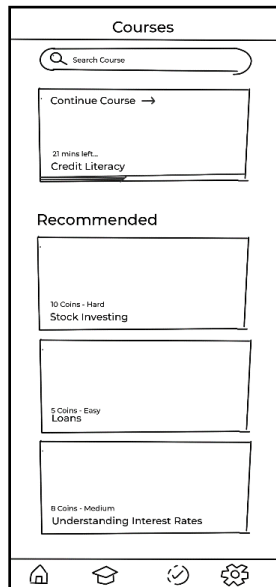 Courses
Search Course
Continue Course →
21 mins left...
Credit Literacy
Recommended
10 Coins - Hard
Stock Investing
5 Coins - Easy
Loans
8 Coins - Medium
Understanding Interest Rates